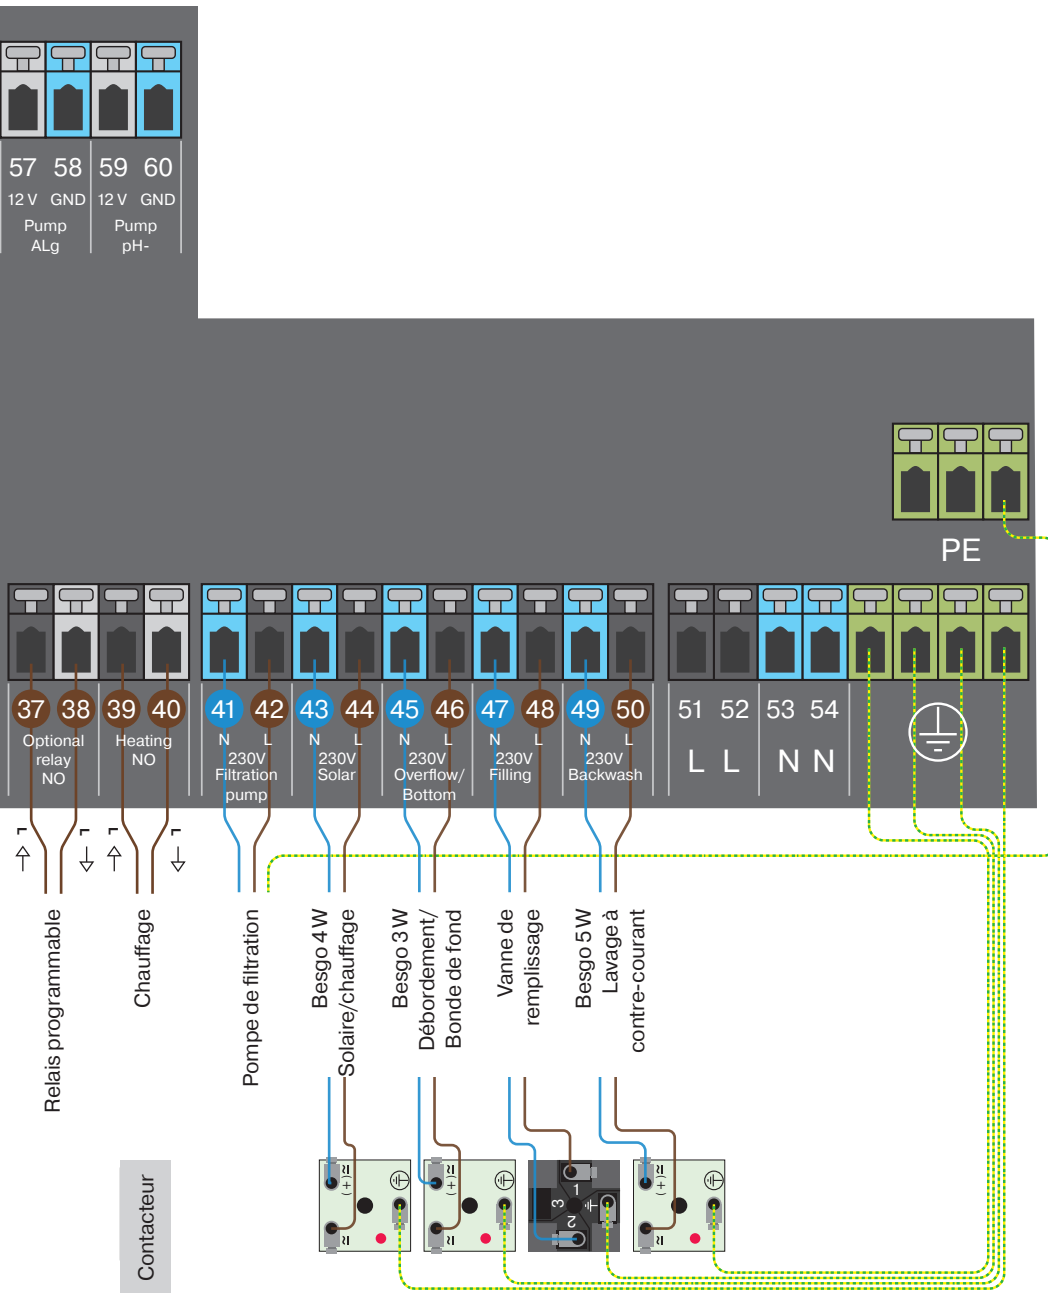 57 58 59 60
12 V GND 12 V GND
Pump Pump
ALg pH-
PE
37 38 39 40 41 42 43 44 45 46 47 48 49 50 51 52 53 54
Optional
relay
NO
Heating
NO
N L
230V
Filtration
pump
N L
230V
Solar
N L
230V
Overflow/
Bottom
N L
230V
Filling
N L
230V
Backwash
L L N N
L L L L
Relais programmable
Chauffage
Pompe de filtration
Besgo 4 W
Solaire/chauffage
Besgo 3 W
Débordement/
Bonde de fond
Vanne de
remplissage
Besgo 5 W
Lavage à
contre-courant
Contacteur
≈(+)
≈
≈(+)
≈
1
3
2
≈(+)
≈